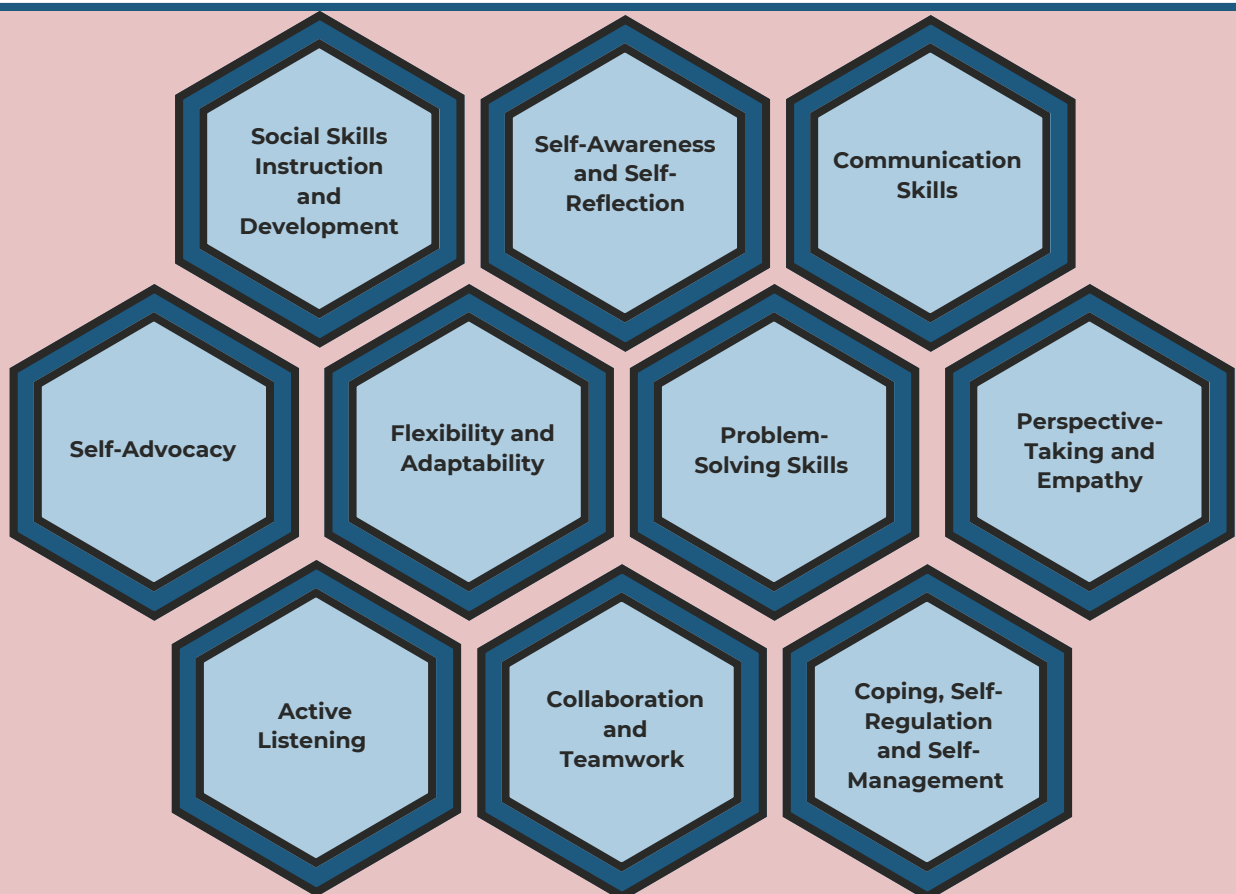 Social Skills
Instruction
and
Development
Self-Awareness
and Self-
Reflection
Communication
Skills
Self-Advocacy
Flexibility and
Adaptability
Problem-
Solving Skills
Perspective-
Taking and
Empathy
Active
Listening
Collaboration
and
Teamwork
Coping, Self-
Regulation
and Self-
Management